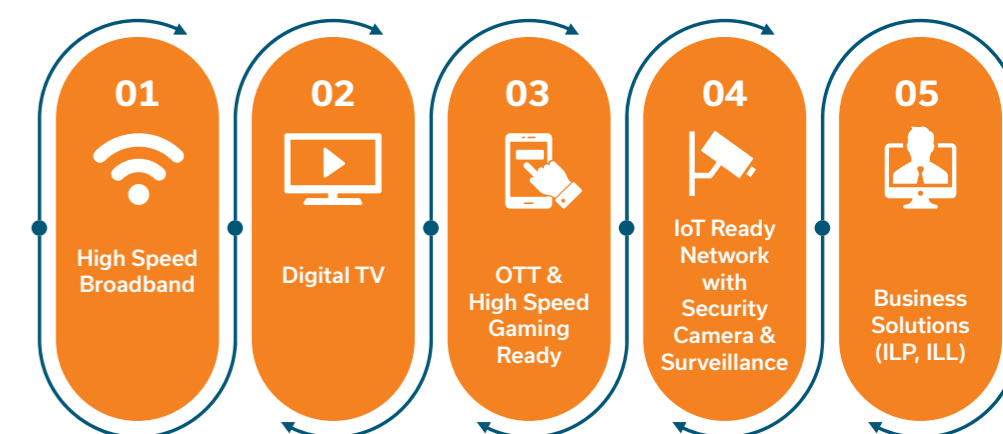 01
High Speed
Broadband
02
Digital TV
03
OTT &
High Speed
Gaming
Ready
04
IoT Ready
Network
with
Security
Camera &
Surveillance
05
Business
Solutions
(ILP, ILL)